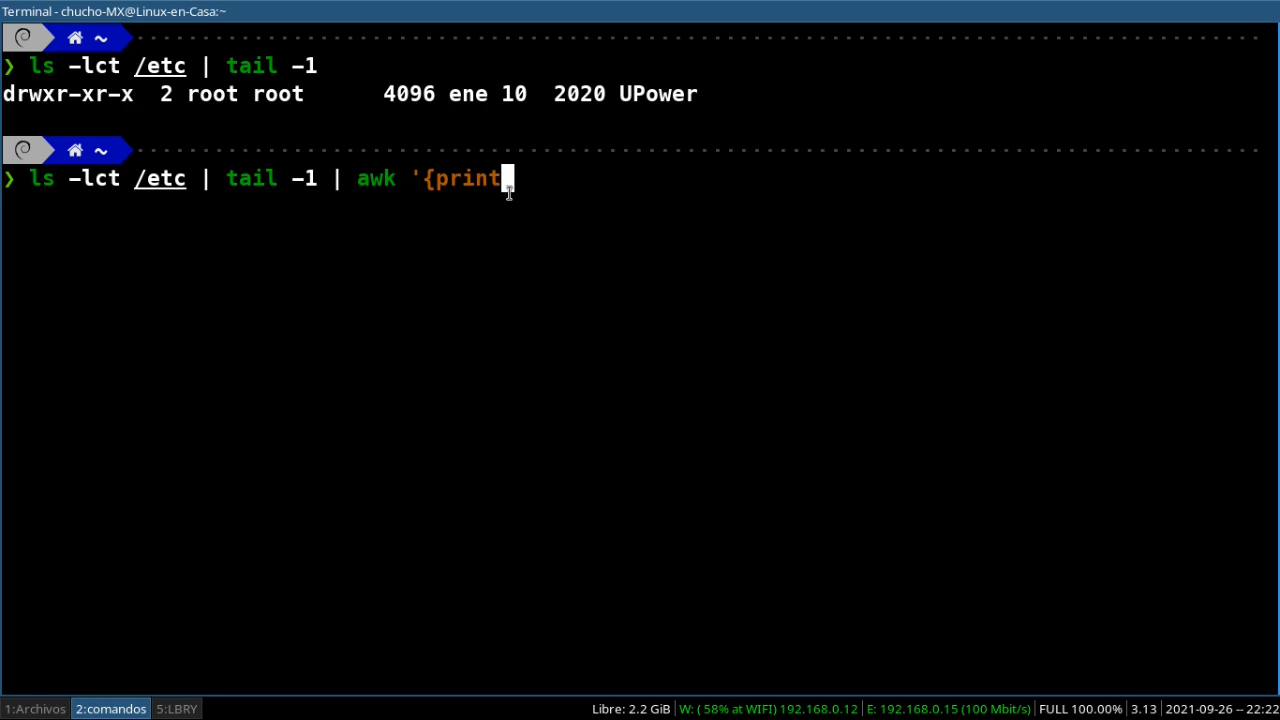 Terminal - chucho-MX@Linux-en-Casa:~
~
❯ ls -lct /etc | tail -1
drwxr-xr-x  2 root root      4096 ene 10  2020 UPower
~
❯ ls -lct /etc | tail -1 | awk '{print
1:Archivos 2:comandos 5:LBRY Libre: 2.2 GiB | W: ( 58% at WIFI) 192.168.0.12 | E: 192.168.0.15 (100 Mbit/s) | FULL 100.00% | 3.13 | 2021-09-26 -- 22:22